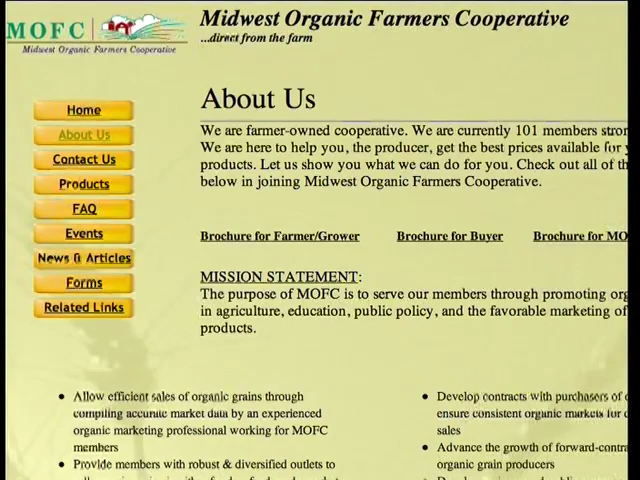 MOFC
Midwest Organic Farmers Cooperative
Midwest Organic Farmers Cooperative
...direct from the farm
Home
About Us
Contact Us
Products
FAQ
Events
News & Articles
Forms
Related Links
About Us
We are farmer-owned cooperative. We are currently 101 members
We are here to help you, the producer, get the best prices available for
products. Let us show you what we can do for you. Check out all of
below in joining Midwest Organic Farmers Cooperative.
Brochure for Farmer/Grower Brochure for Buyer Brochure for
MISSION STATEMENT:
The purpose of MOFC is to serve our members through promoting
in agriculture, education, public policy, and the favorable marketing of
products.
• Allow efficient sales of organic grains through
compiling accurate market data by an experienced
organic marketing professional working for MOFC
members
• Provide members with robust & diversified outlets to
• Develop contracts with purchasers of
ensure consistent organic markets for
sales
• Advance the growth of
organic grain producers